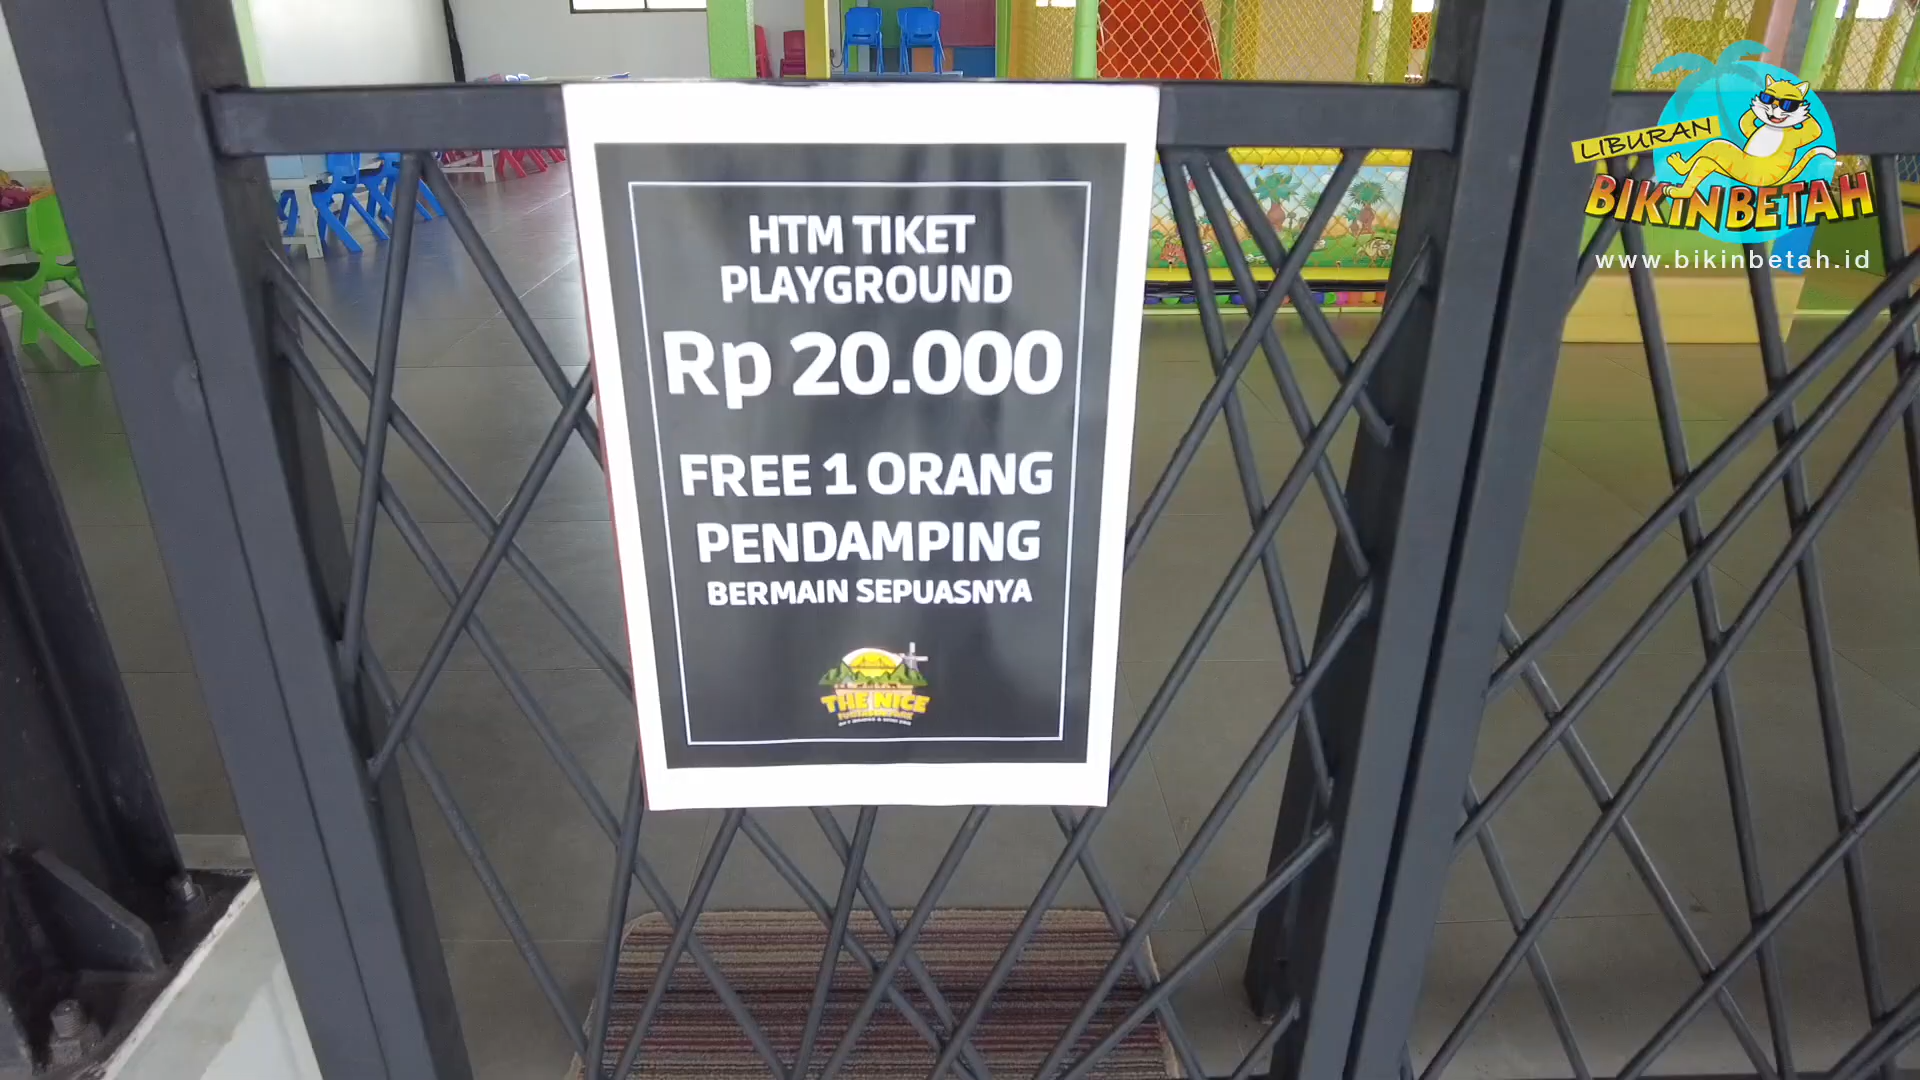 HTM TIKET
PLAYGROUND
Rp 20.000
FREE 1 ORANG
PENDAMPING
BERMAIN SEPUASNYA
THE NICE
LIBURAN
BIKINBETAH
www.bikinbetah.id